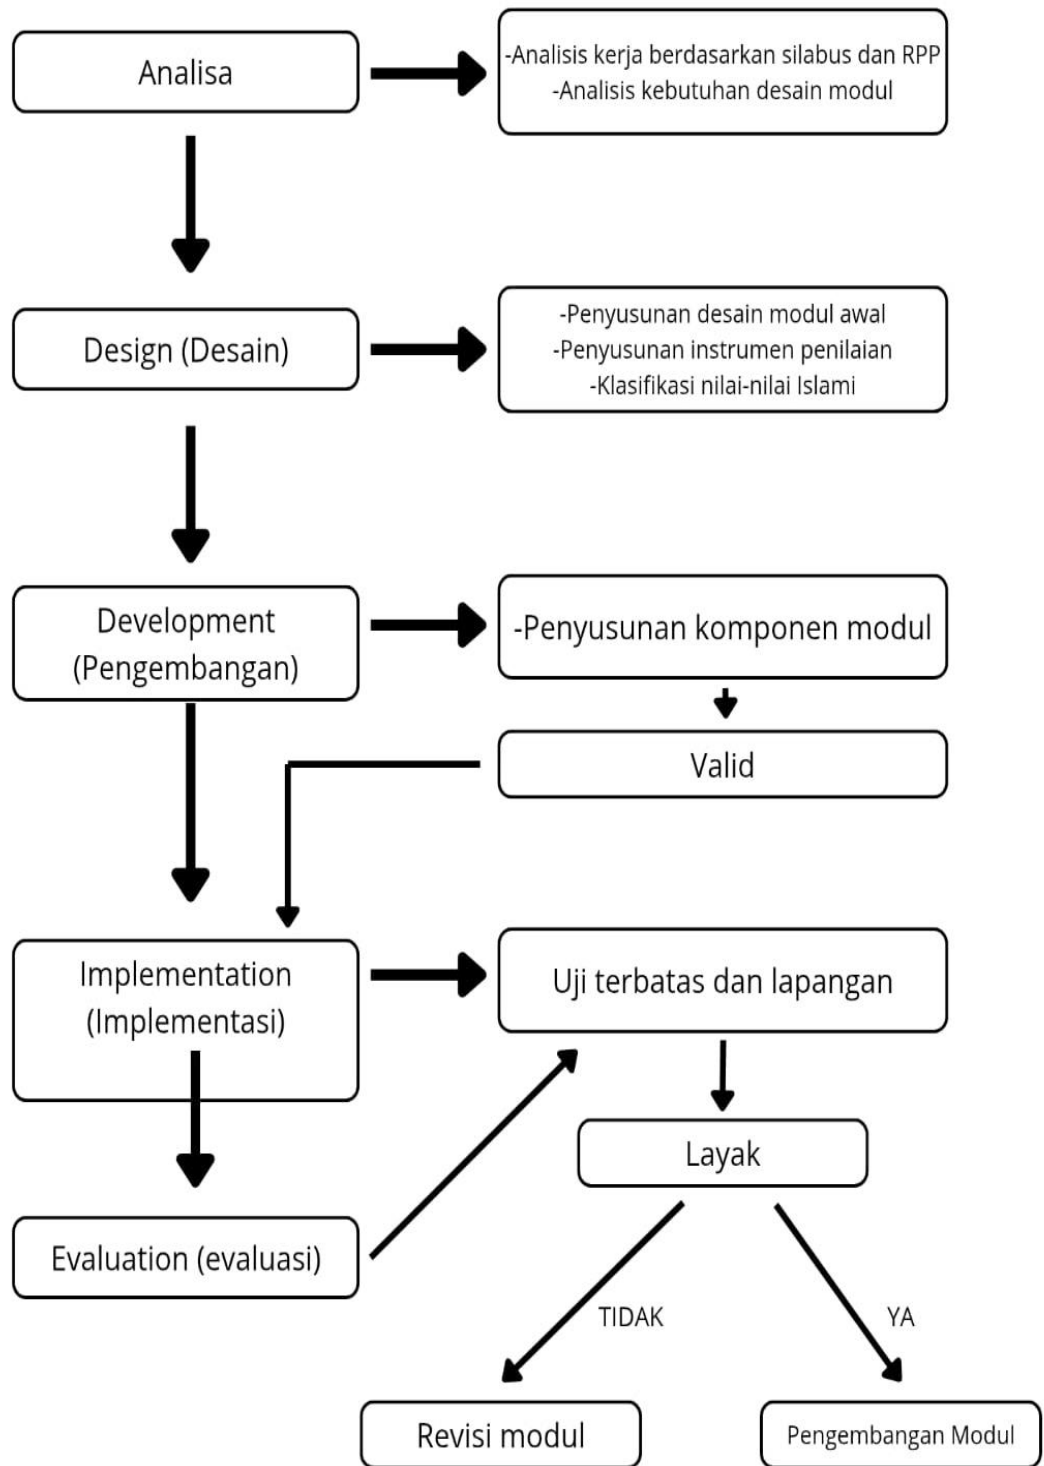 Analisa
-Analisis kerja berdasarkan silabus dan RPP
-Analisis kebutuhan desain modul
Design (Desain)
-Penyusunan desain modul awal
-Penyusunan instrumen penilaian
-Klasifikasi nilai-nilai Islami
Development
(Pengembangan)
-Penyusunan komponen modul
Valid
Implementation
(Implementasi)
Uji terbatas dan lapangan
Layak
Evaluation (evaluasi)
TIDAK
YA
Revisi modul
Pengembangan Modul